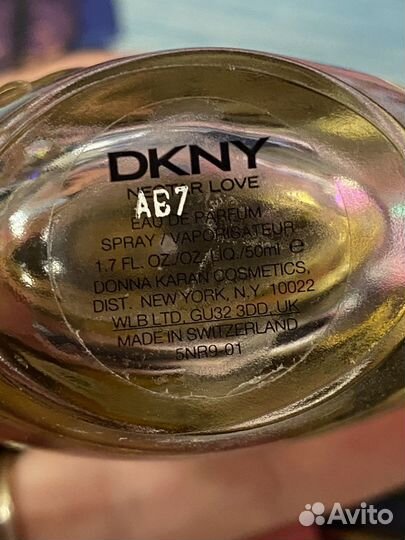 DKNY
NECTAR LOVE
AE7
EAU DE PARFUM
SPRAY/VAPORISATEUR
1.7 FL. OZ./OZ. LIQ./50ml ℮
DONNA KARAN COSMETICS,
DIST. NEW YORK, N.Y. 10022
WLB LTD. GU32 3DD. UK
MADE IN SWITZERLAND
5NR9-01
Avito